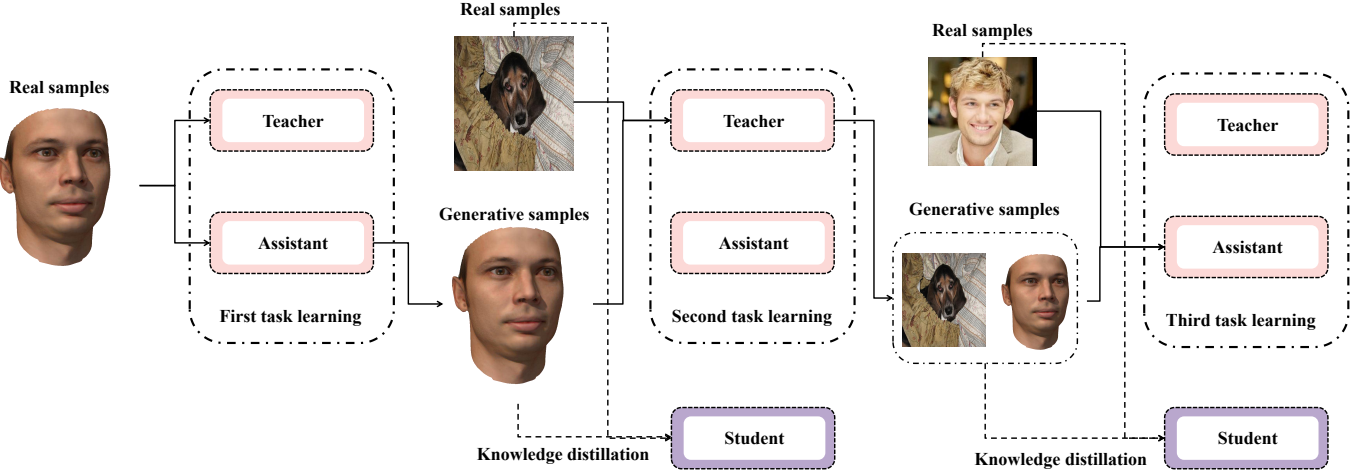 Real samples
Teacher
Assistant
First task learning
Real samples
Generative samples
Teacher
Assistant
Second task learning
Knowledge distillation
Student
Real samples
Generative samples
Teacher
Assistant
Third task learning
Knowledge distillation
Student